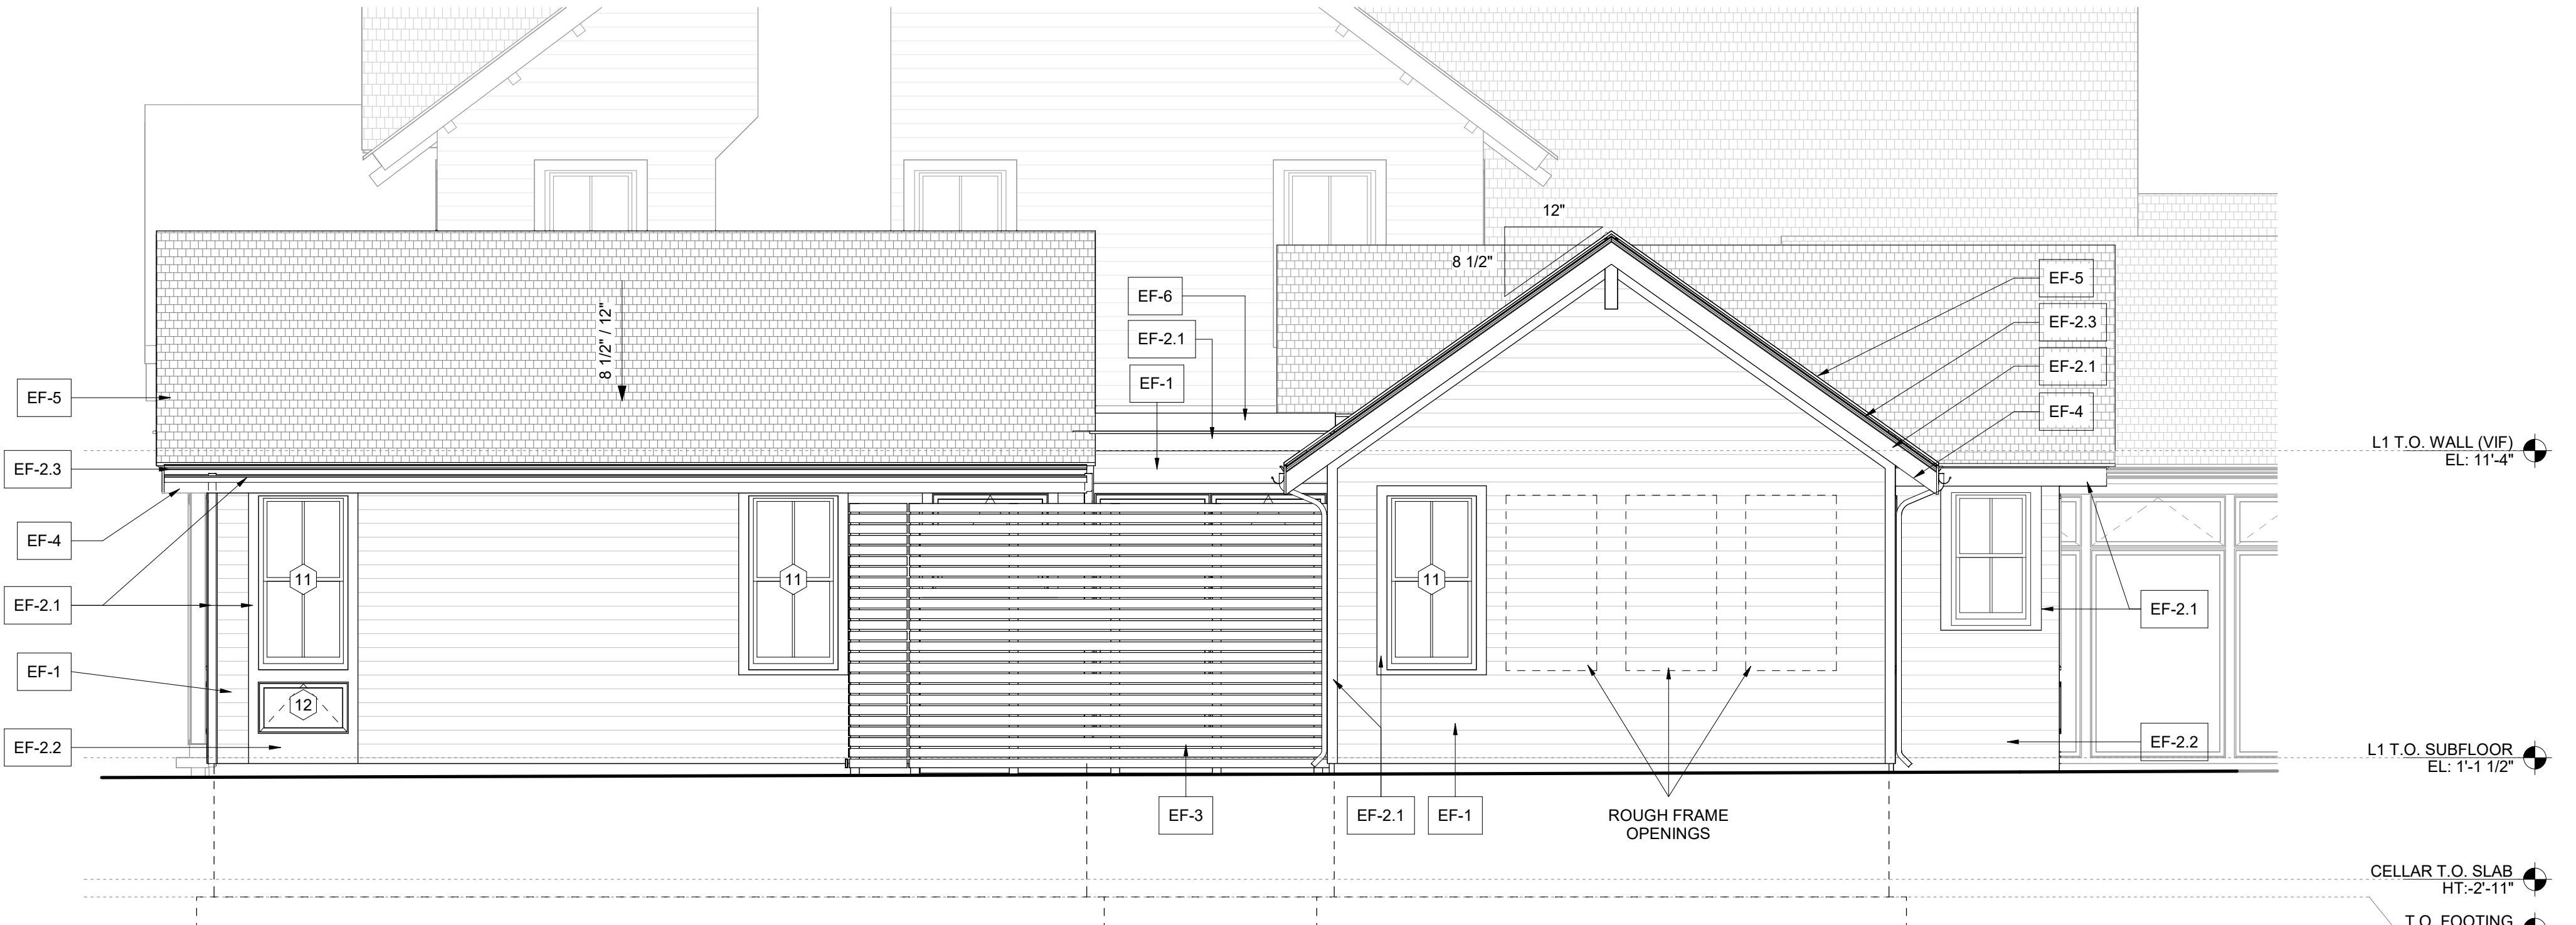 12"
8 1/2"
8 1/2" / 12"
EF-6
EF-2.1
EF-1
EF-5
EF-2.3
EF-2.1
EF-4
EF-5
EF-2.3
EF-4
EF-2.1
EF-1
EF-2.2
11
11
11
12
EF-2.1
EF-2.2
EF-3
EF-2.1
EF-1
ROUGH FRAME
OPENINGS
L1 T.O. WALL (VIF)
EL: 11'-4"
L1 T.O. SUBFLOOR
EL: 1'-1 1/2"
CELLAR T.O. SLAB
HT:-2'-11"
T.O. FOOTING